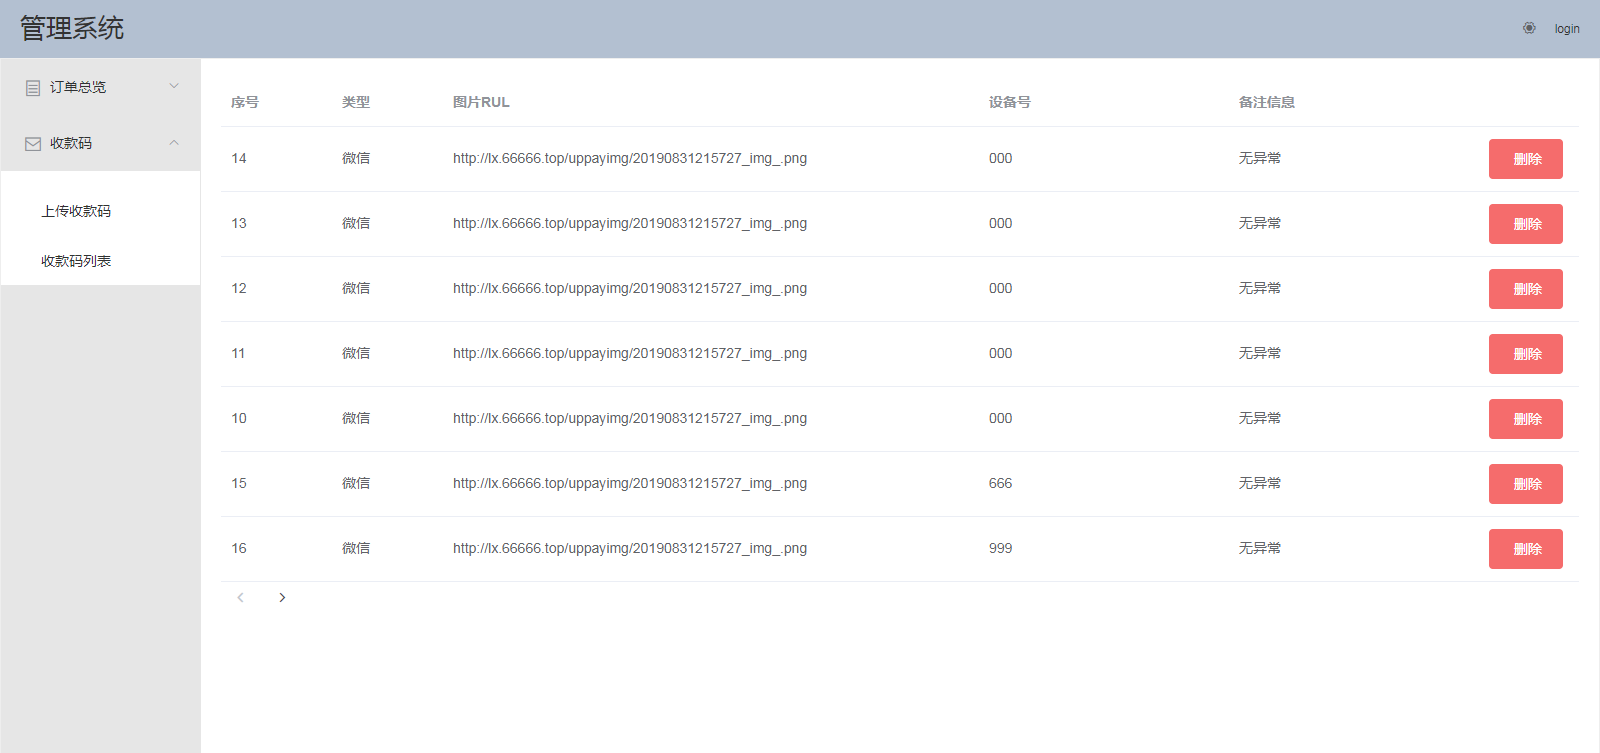 管理系统
login
订单总览
收款码
上传收款码
收款码列表
序号 类型 图片RUL 设备号 备注信息
14 微信 http://lx.66666.top/uppayimg/20190831215727_img_.png 000 无异常 删除
13 微信 http://lx.66666.top/uppayimg/20190831215727_img_.png 000 无异常 删除
12 微信 http://lx.66666.top/uppayimg/20190831215727_img_.png 000 无异常 删除
11 微信 http://lx.66666.top/uppayimg/20190831215727_img_.png 000 无异常 删除
10 微信 http://lx.66666.top/uppayimg/20190831215727_img_.png 000 无异常 删除
15 微信 http://lx.66666.top/uppayimg/20190831215727_img_.png 666 无异常 删除
16 微信 http://lx.66666.top/uppayimg/20190831215727_img_.png 999 无异常 删除